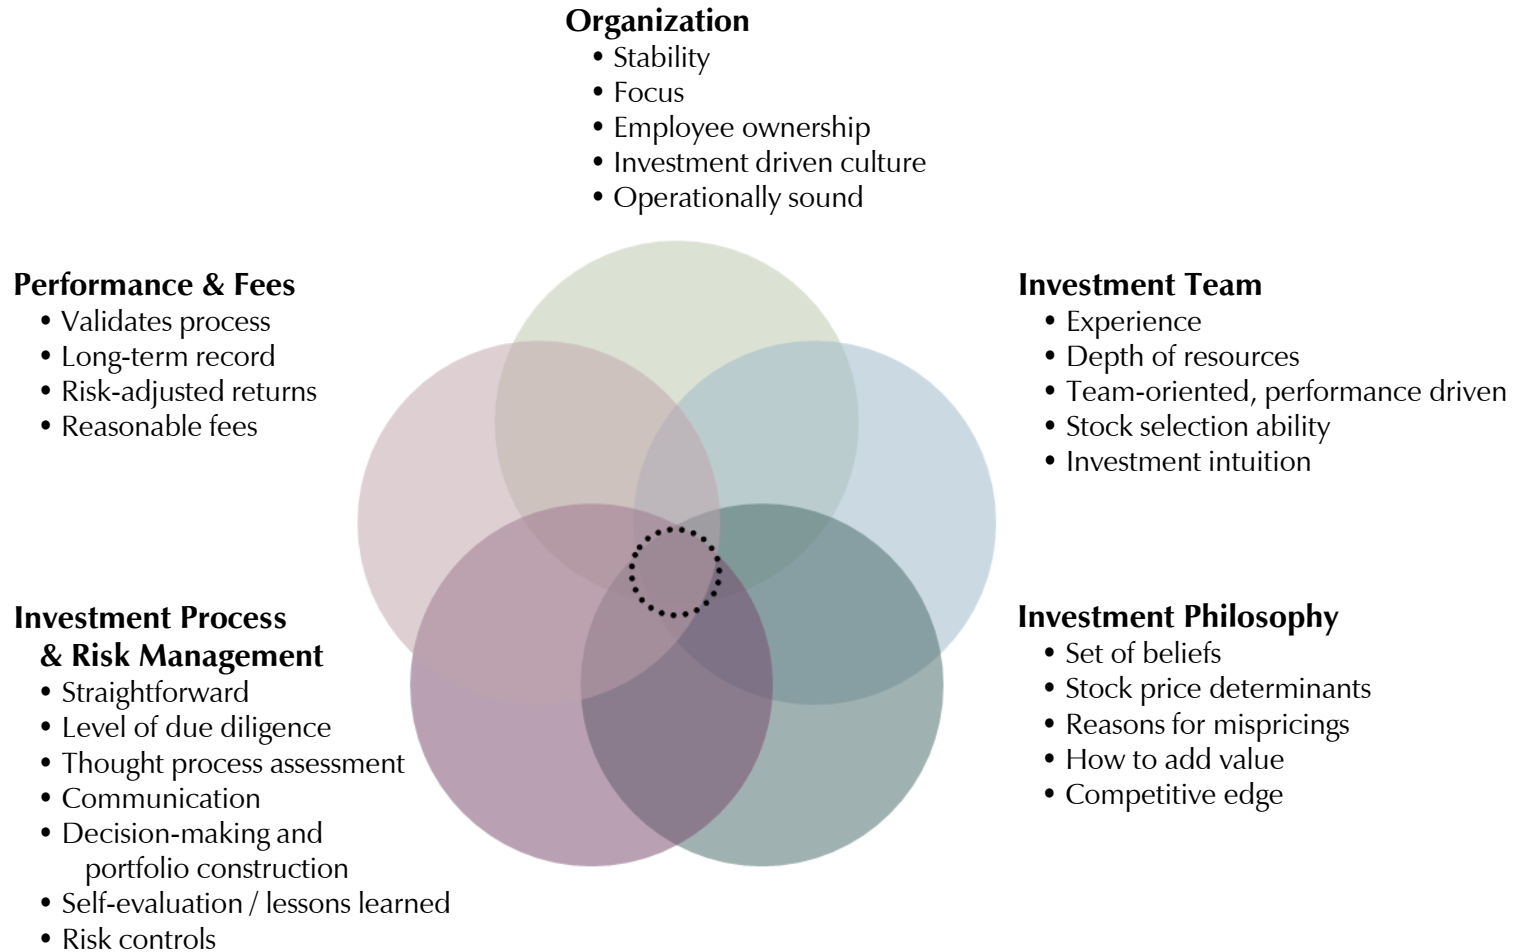 Organization
• Stability
• Focus
• Employee ownership
• Investment driven culture
• Operationally sound
Performance & Fees
• Validates process
• Long-term record
• Risk-adjusted returns
• Reasonable fees
Investment Team
• Experience
• Depth of resources
• Team-oriented, performance driven
• Stock selection ability
• Investment intuition
Investment Process
& Risk Management
• Straightforward
• Level of due diligence
• Thought process assessment
• Communication
• Decision-making and
portfolio construction
• Self-evaluation / lessons learned
• Risk controls
Investment Philosophy
• Set of beliefs
• Stock price determinants
• Reasons for mispricings
• How to add value
• Competitive edge